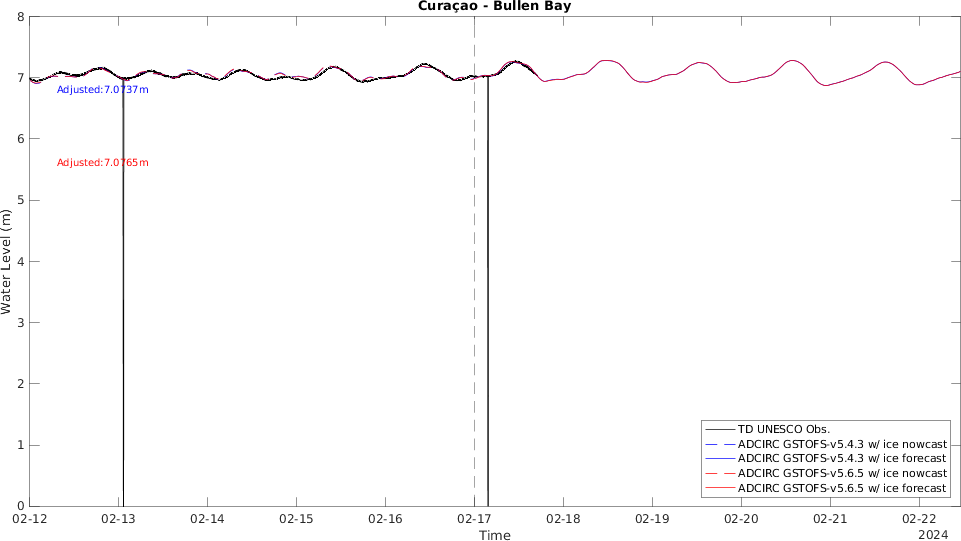 Curaçao - Bullen Bay
8
7
6
5
4
3
2
1
0
Water Level (m)
Adjusted:7.0737m
Adjusted:7.0765m
TD UNESCO Obs.
ADCIRC GSTOFS-v5.4.3 w/ ice nowcast
ADCIRC GSTOFS-v5.4.3 w/ ice forecast
ADCIRC GSTOFS-v5.6.5 w/ ice nowcast
ADCIRC GSTOFS-v5.6.5 w/ ice forecast
02-12 02-13 02-14 02-15 02-16 02-17 02-18 02-19 02-20 02-21 02-22
Time
2024